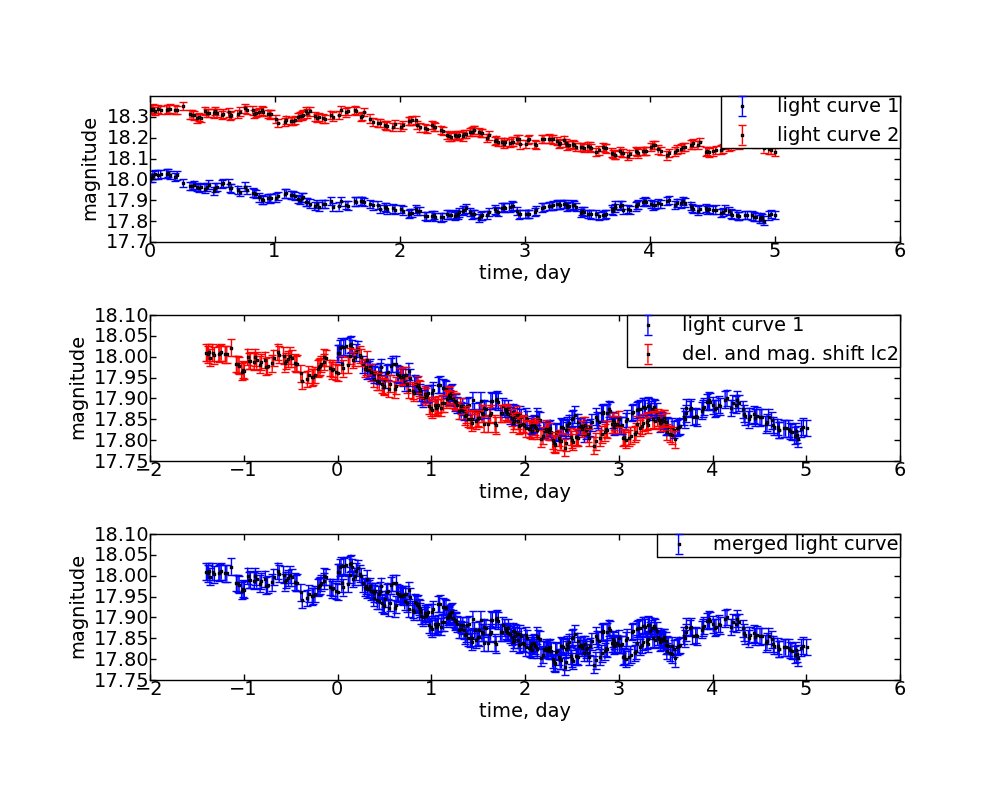 magnitude
18.3
18.2
18.1
18.0
17.9
17.8
17.7
light curve 1
light curve 2
0 1 2 3 4 5 6
time, day
magnitude
18.10
18.05
18.00
17.95
17.90
17.85
17.80
17.75
light curve 1
del. and mag. shift lc2
−2 −1 0 1 2 3 4 5 6
time, day
magnitude
18.10
18.05
18.00
17.95
17.90
17.85
17.80
17.75
merged light curve
−2 −1 0 1 2 3 4 5 6
time, day